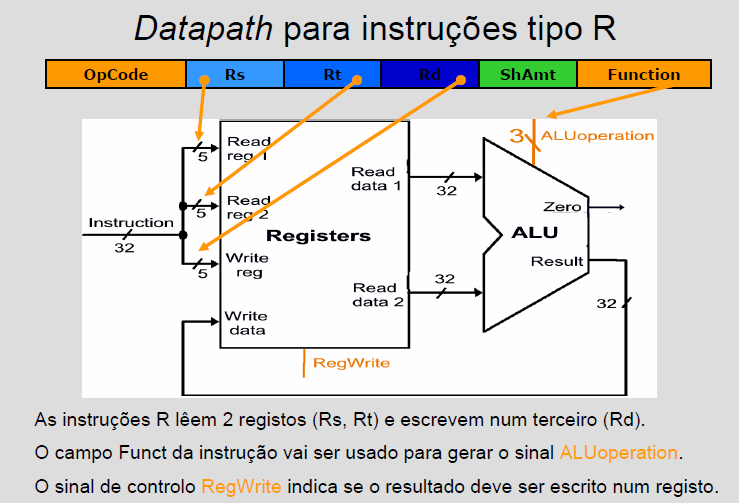 Datapath para instruções tipo R
OpCode Rs Rt Rd ShAmt Function
3 ALUoperation
Read
reg 1
5
Read
data 1
32
Read
reg 2
5
Zero
Instruction
32
Registers
ALU
Write
reg
5
Result
Read
data 2
32
32
Write
data
RegWrite
As instruções R lêem 2 registos (Rs, Rt) e escrevem num terceiro (Rd).
O campo Funct da instrução vai ser usado para gerar o sinal ALUoperation.
O sinal de controlo RegWrite indica se o resultado deve ser escrito num registo.